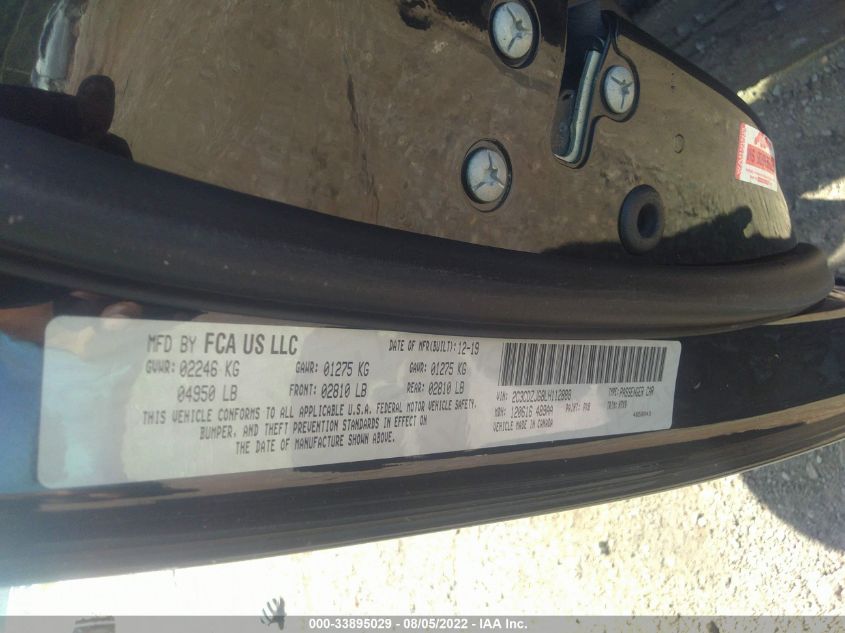 MFD BY FCA US LLC
DATE OF MFR(BUILT): 12-19
GVWR: 02246 KG
GAWR: 01275 KG
GAWR: 01275 KG
04950 LB
FRONT: 02810 LB
REAR: 02810 LB
THIS VEHICLE CONFORMS TO ALL APPLICABLE U.S.A. FEDERAL MOTOR VEHICLE SAFETY,
BUMPER, AND THEFT PREVENTION STANDARDS IN EFFECT ON
THE DATE OF MANUFACTURE SHOWN ABOVE.
TYPE: PASSENGER CAR
PAINT: PX8
VEHICLE MADE IN CANADA
000-33895029 - 08/05/2022 - IAA Inc.